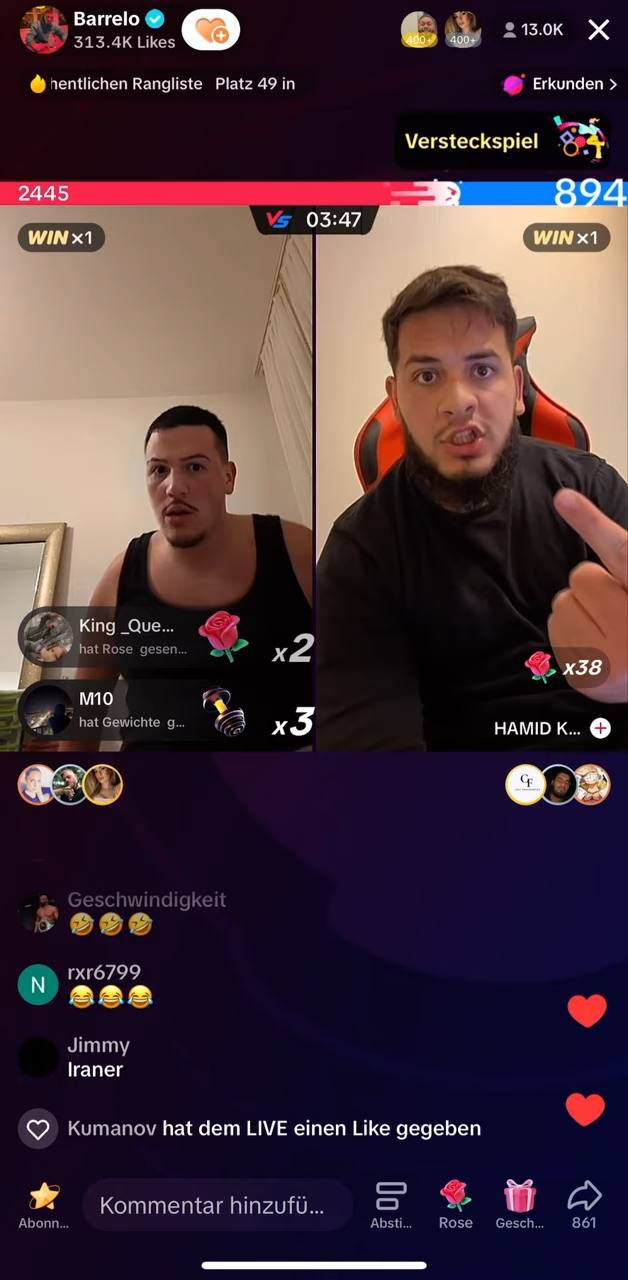 Barrelo
313.4K Likes
400+
400+
13.0K
hentlichen Rangliste Platz 49 in
Erkunden >
Versteckspiel
2445
894
VS 03:47
WIN x1
WIN x1
King _Que...
hat Rose gesen...
x2
x38
M10
hat Gewichte g...
x3
HAMID K...
Geschwindigkeit
🤣🤣🤣
N
rxr6799
😂😂😂
Jimmy
Iraner
Kumanov hat dem LIVE einen Like gegeben
Kommentar hinzufü...
Abonn...
Absti...
Rose
Gesch...
861